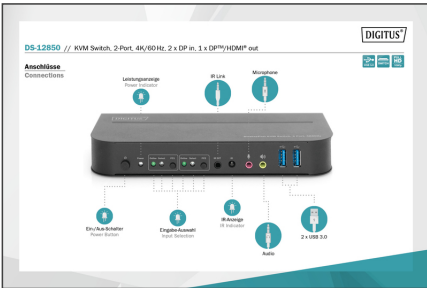 DIGITUS®
DS-12850 // KVM Switch, 2-Port, 4K/60 Hz, 2 x DP in, 1 x DP™/HDMI® out
Anschlüsse
Connections
Leistungsanzeige
Power Indicator
IR Link
Microphone
DIGITUS
Ein-/Aus-Schalter
Power Button
Eingabe-Auswahl
Input Selection
IR-Anzeige
IR Indicator
Audio
2 x USB 3.0